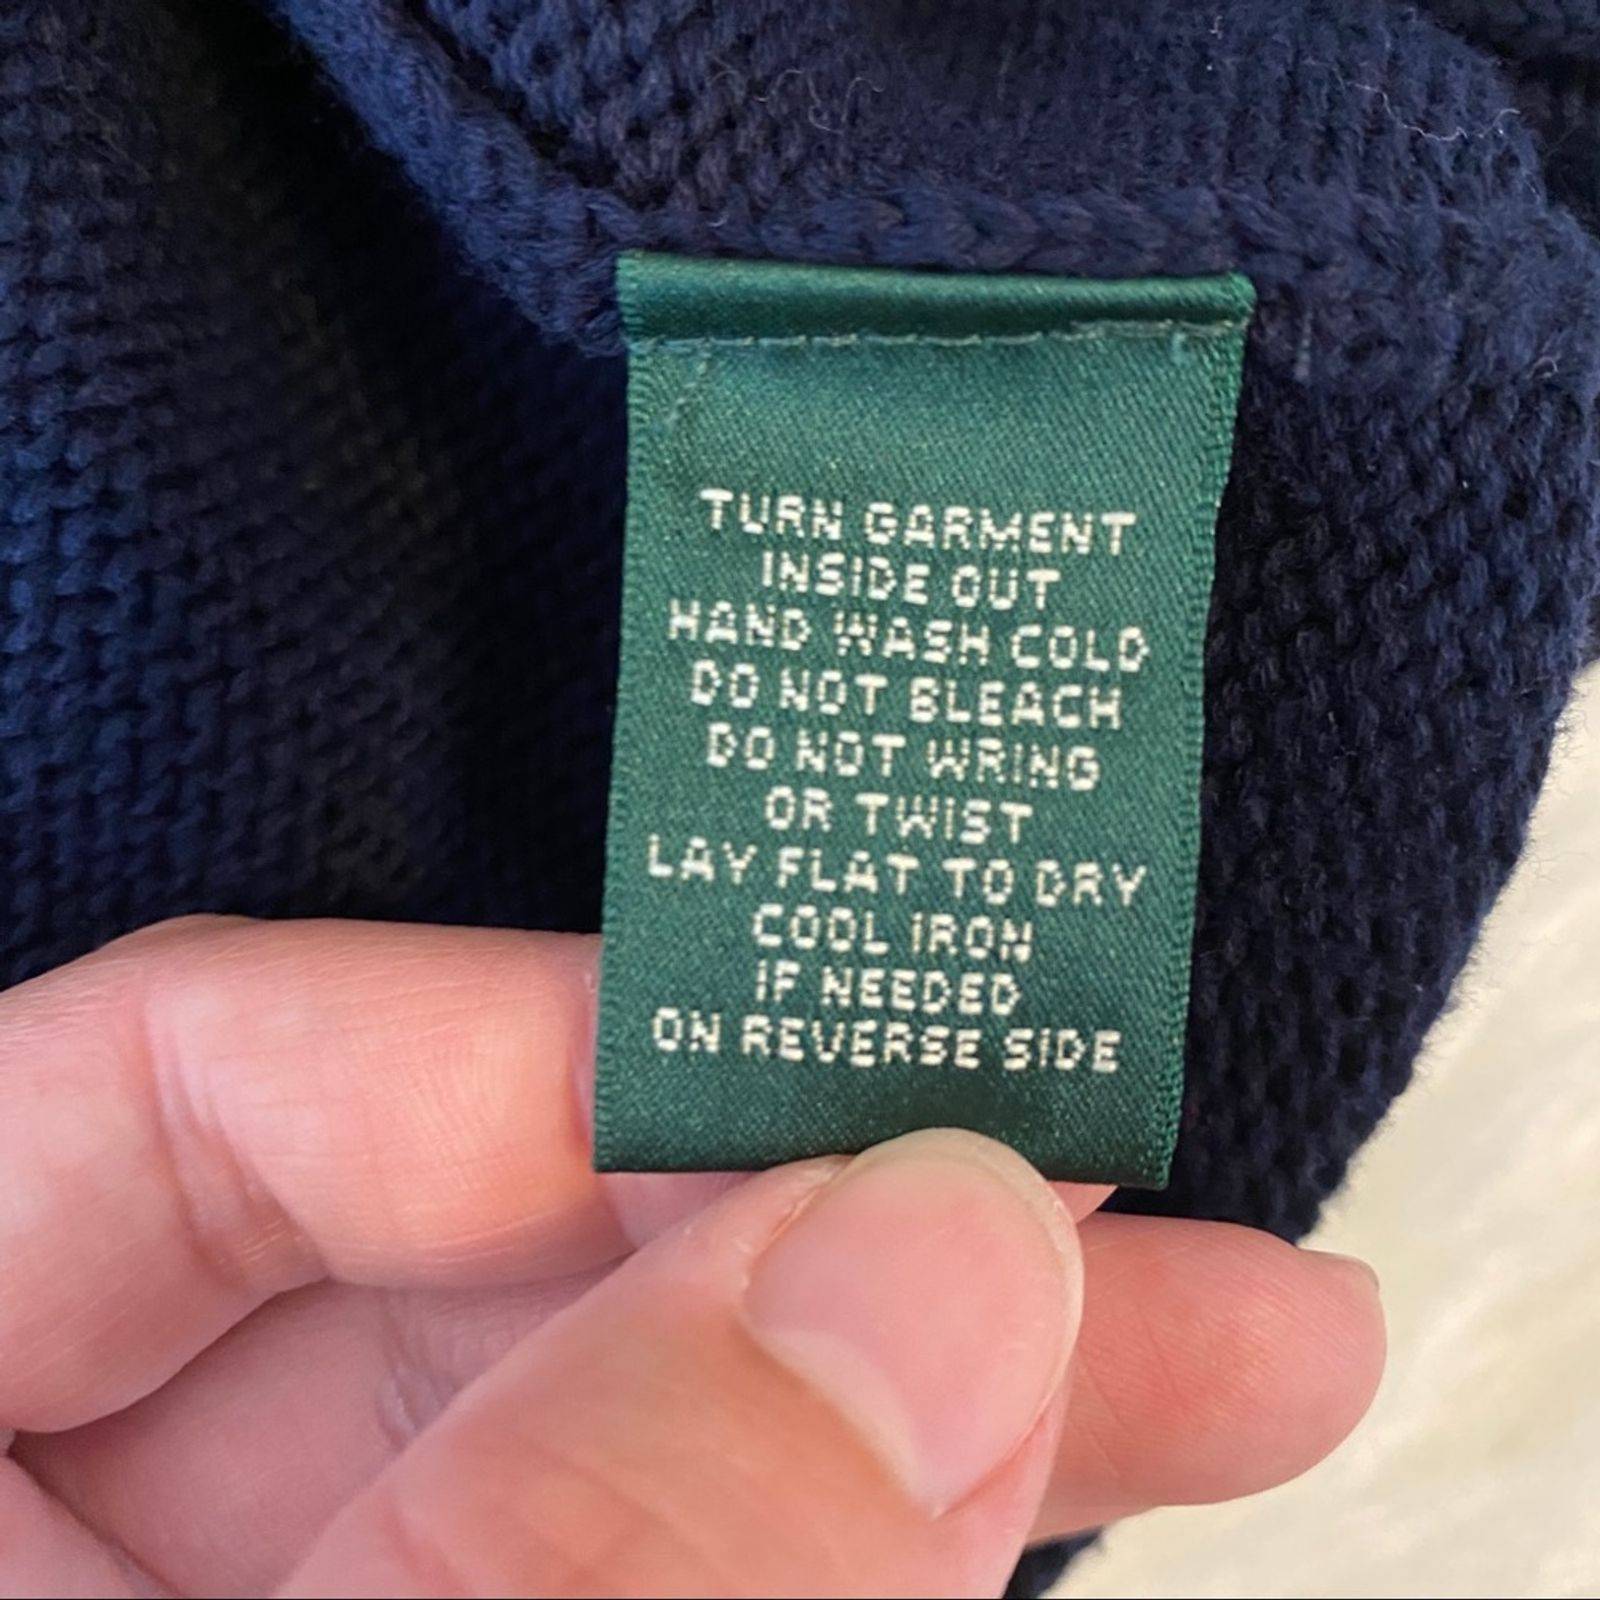 TURN GARMENT
INSIDE OUT
HAND WASH COLD
DO NOT BLEACH
DO NOT WRING
OR TWIST
LAY FLAT TO DRY
COOL IRON
IF NEEDED
ON REVERSE SIDE